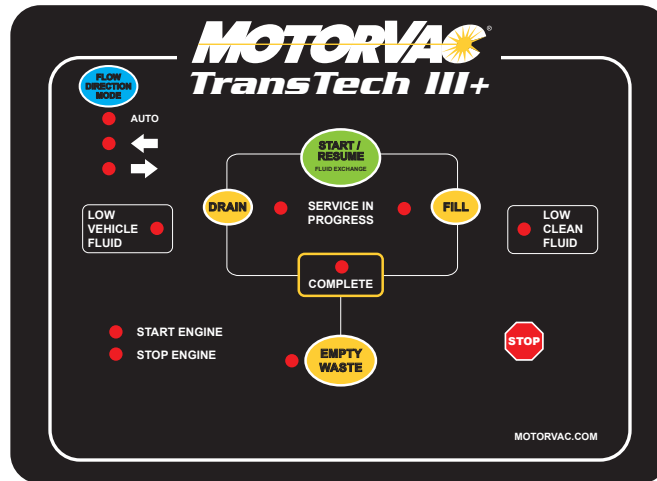 MOTORVAC®
TransTech III+
FLOW
DIRECTION
MODE
AUTO
START /
RESUME
FLUID EXCHANGE
DRAIN
SERVICE IN
PROGRESS
FILL
LOW
VEHICLE
FLUID
LOW
CLEAN
FLUID
COMPLETE
START ENGINE
STOP ENGINE
EMPTY
WASTE
STOP
MOTORVAC.COM